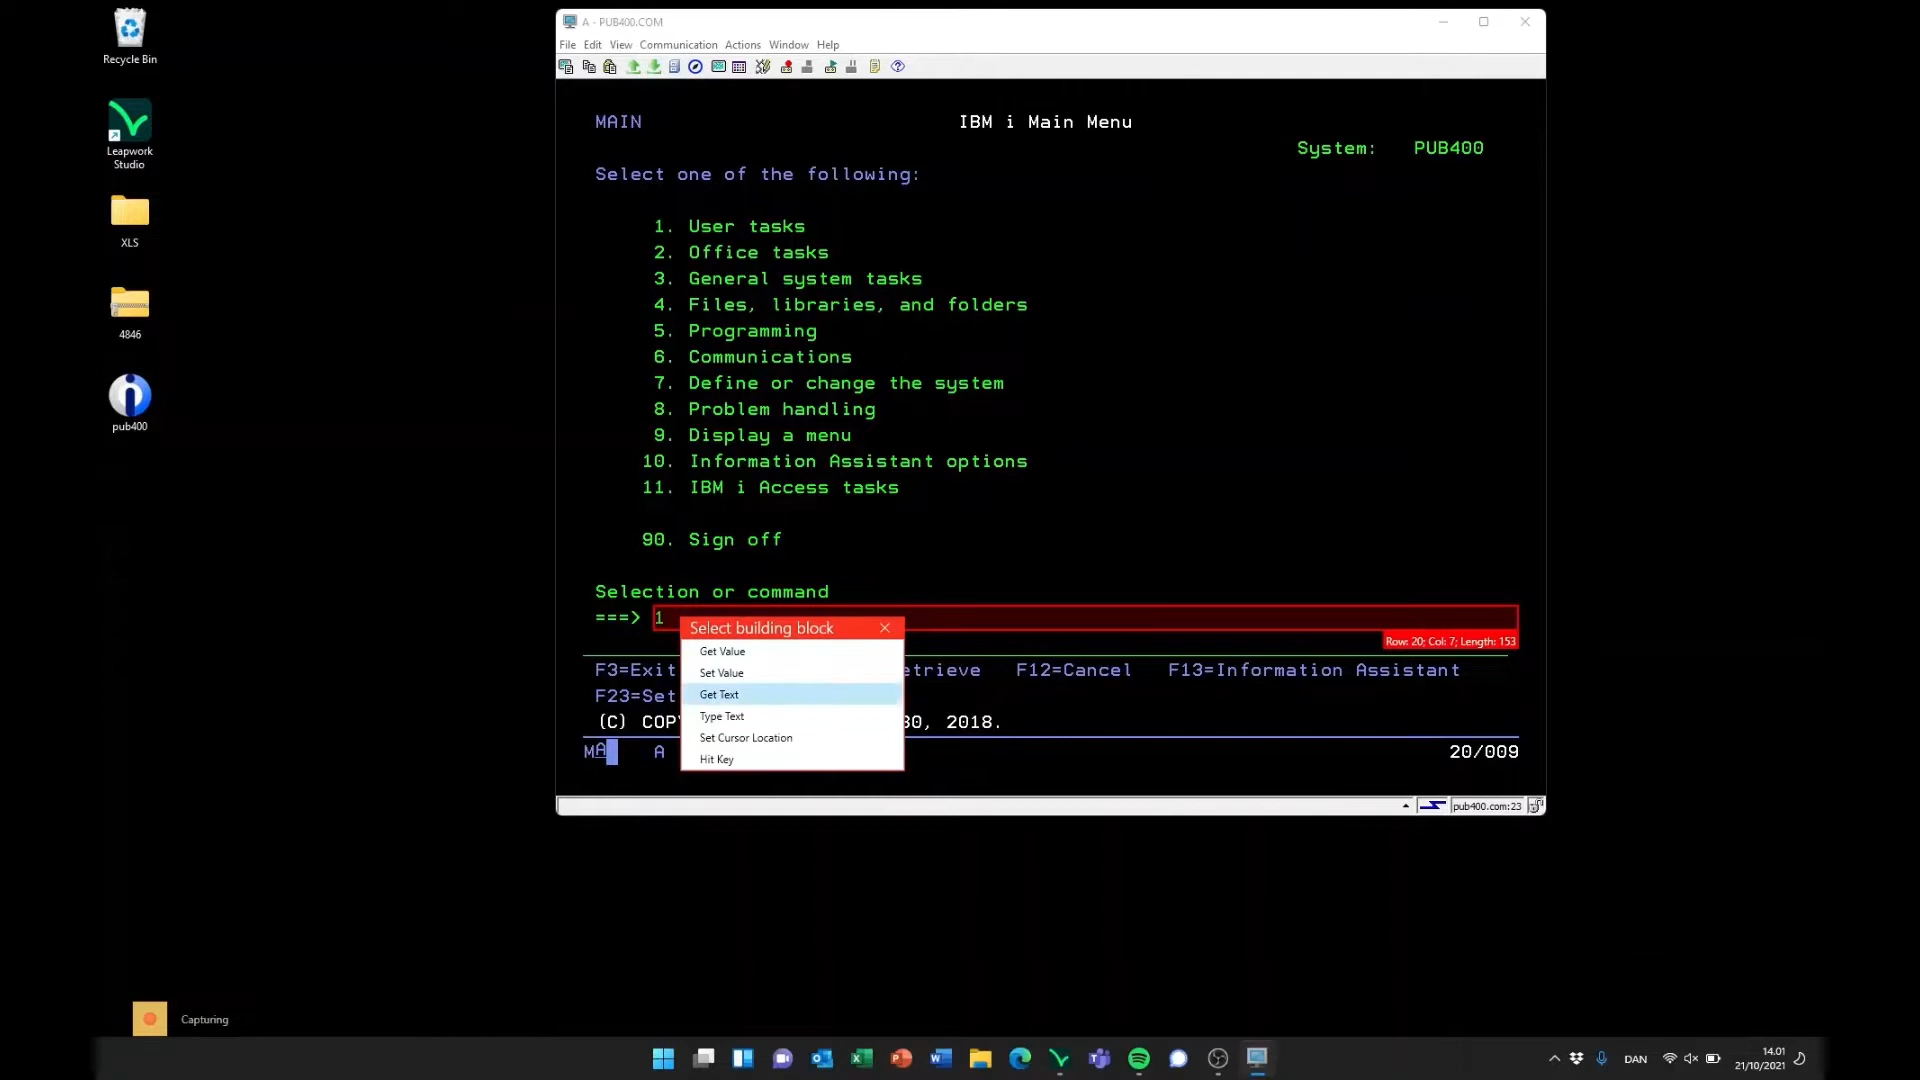 Recycle Bin
Leapwork
Studio
XLS
4846
pub400
A - PUB400.COM
File Edit View Communication Actions Window Help
MAIN IBM i Main Menu
System: PUB400
Select one of the following:
1. User tasks
2. Office tasks
3. General system tasks
4. Files, libraries, and folders
5. Programming
6. Communications
7. Define or change the system
8. Problem handling
9. Display a menu
10. Information Assistant options
11. IBM i Access tasks
90. Sign off
Selection or command
===> 1
Row: 20; Col: 7; Length: 153
Select building block
Get Value
Set Value
Get Text
Type Text
Set Cursor Location
Hit Key
F3=Exit etrieve F12=Cancel F13=Information Assistant
F23=Set
(C) COP 80, 2018.
MA A 20/009
pub400.com:23
Capturing
DAN
14.01
21/10/2021